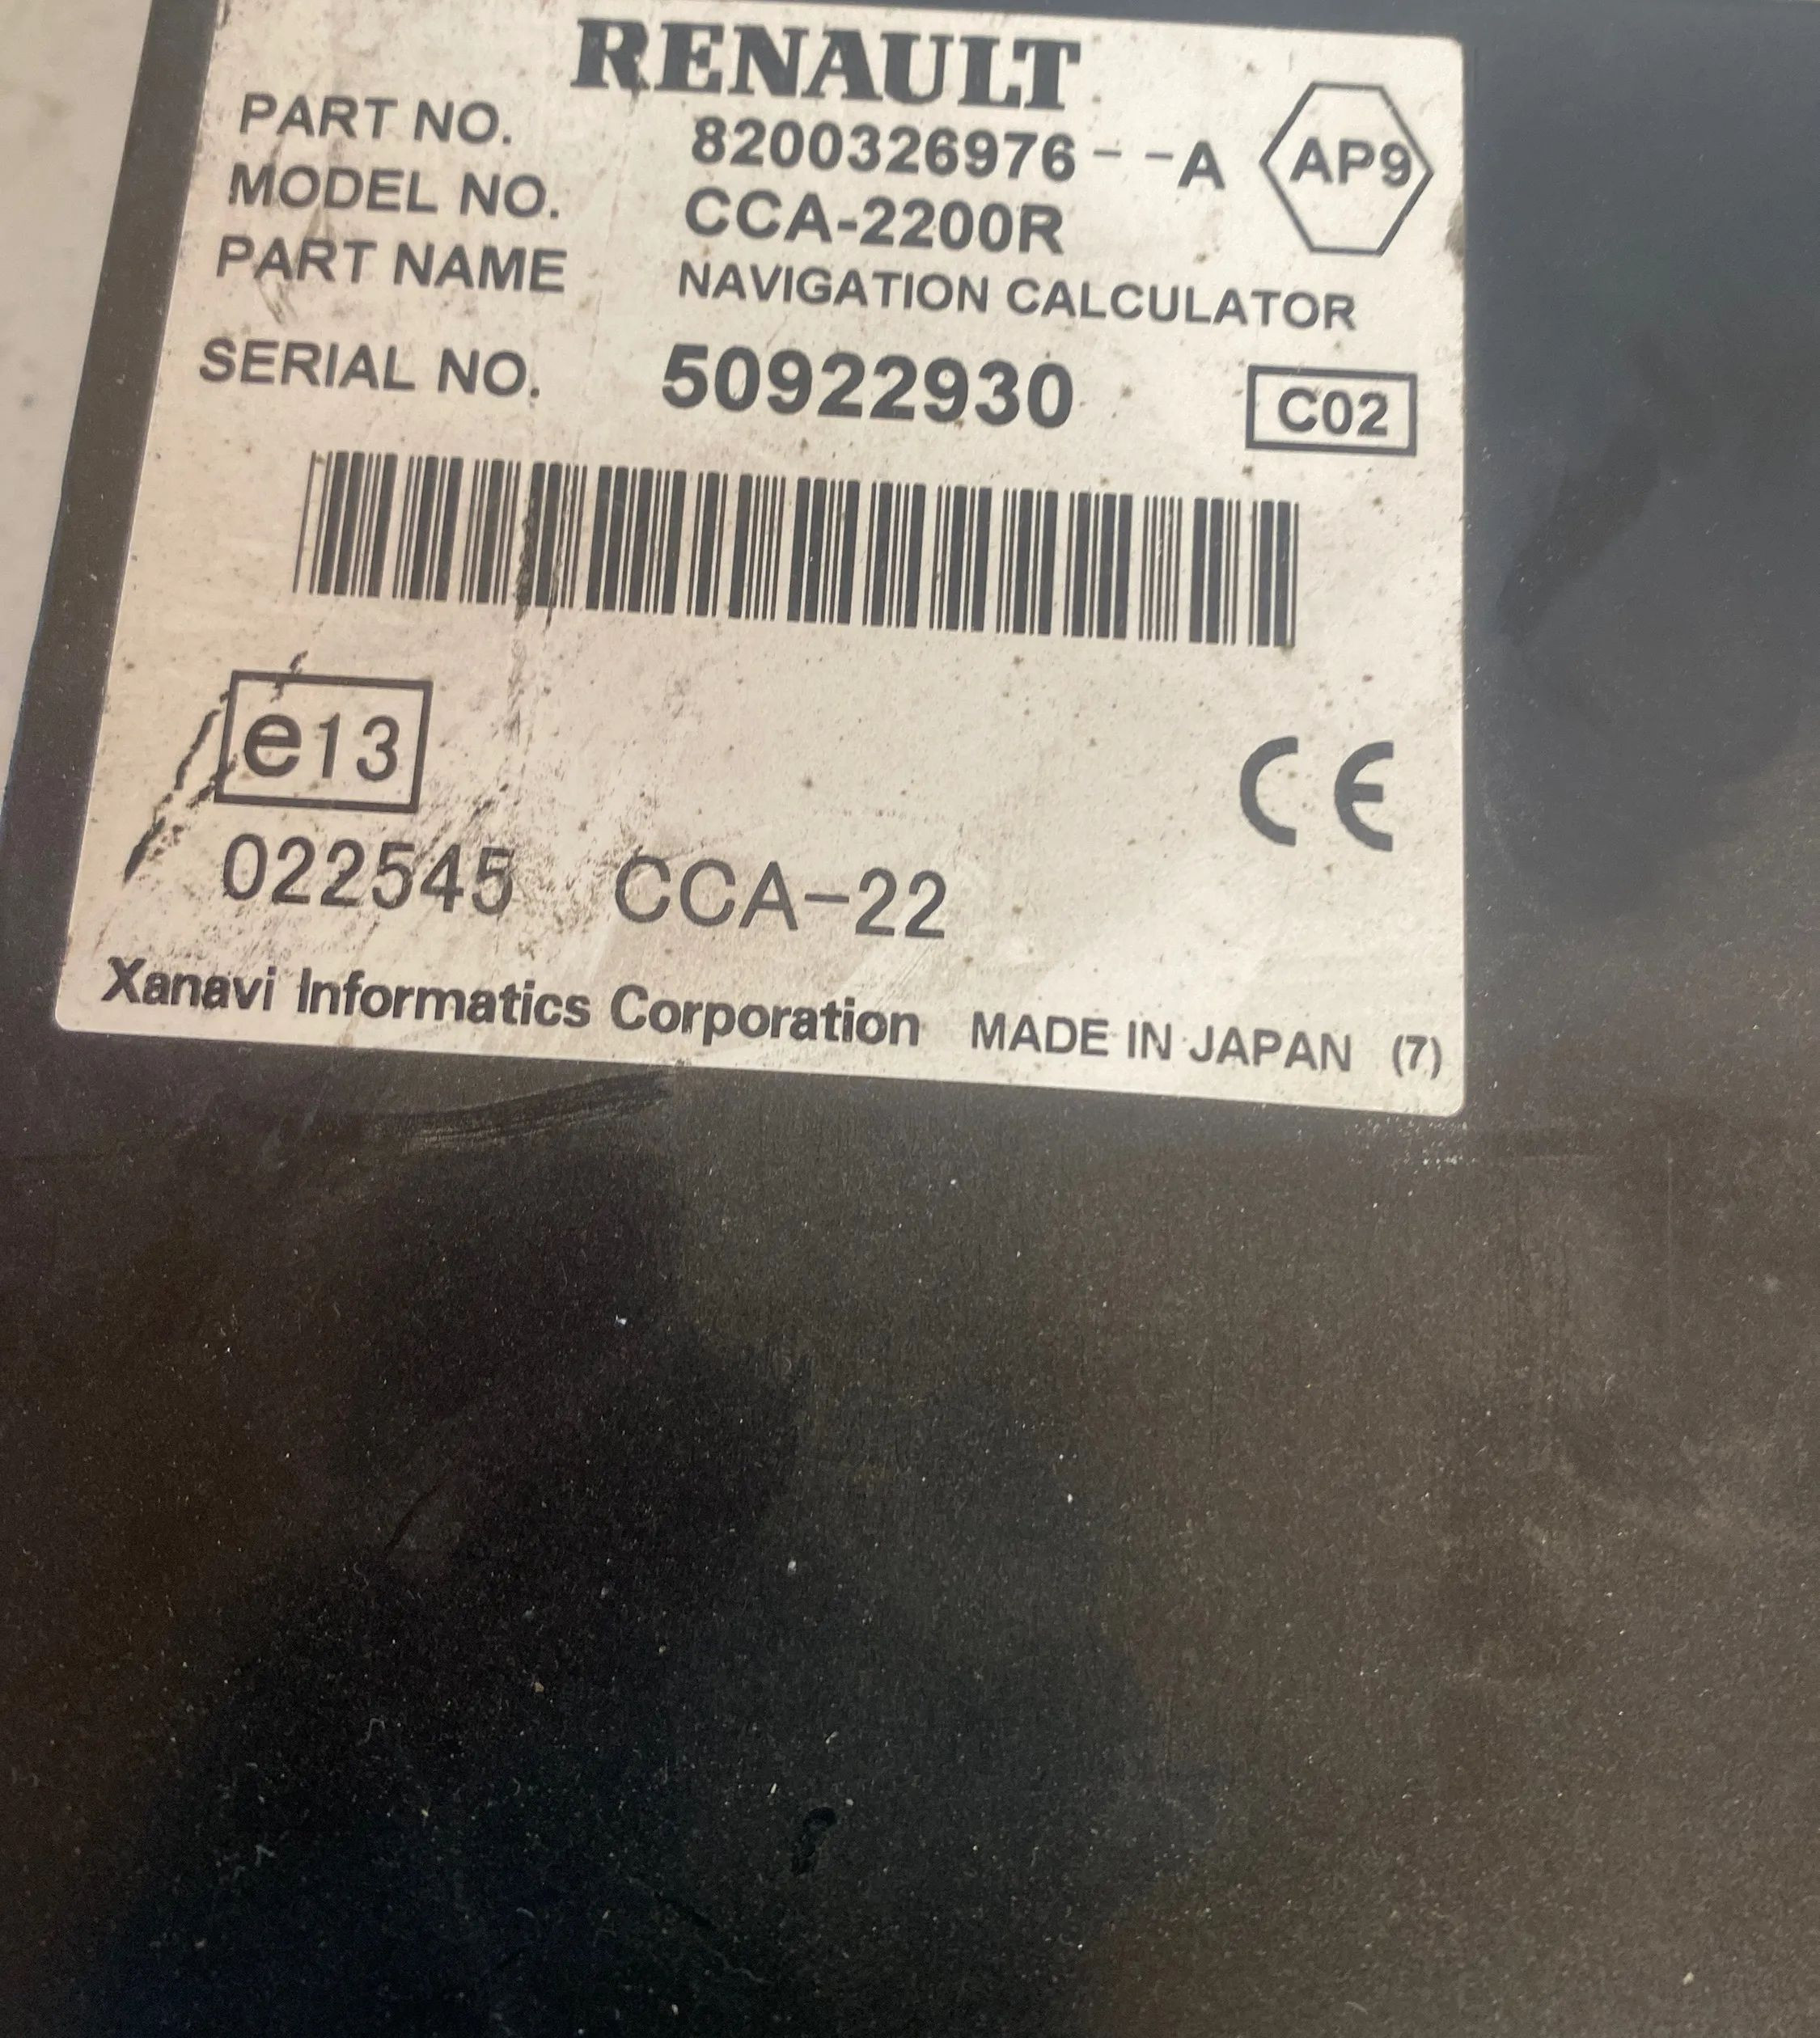 RENAULT
PART NO. 8200326976--A AP9
MODEL NO. CCA-2200R
PART NAME NAVIGATION CALCULATOR
SERIAL NO. 50922930 C02
e13
CE
022545 CCA-22
Xanavi Informatics Corporation MADE IN JAPAN (7)